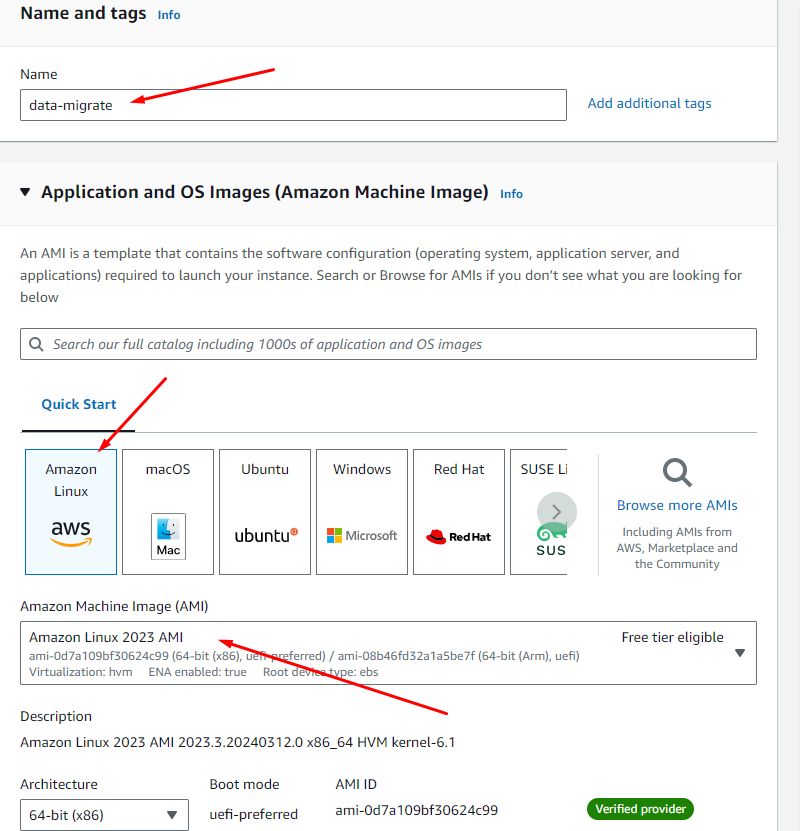 Name and tags Info
Name
data-migrate
Add additional tags
Application and OS Images (Amazon Machine Image) Info
An AMI is a template that contains the software configuration (operating system, application server, and
applications) required to launch your instance. Search or Browse for AMIs if you don’t see what you are looking for
below
Search our full catalog including 1000s of application and OS images
Quick Start
Amazon
Linux
aws
macOS
Mac
Ubuntu
ubuntu
Windows
Microsoft
Red Hat
Red Hat
SUSE Li
SUS
Browse more AMIs
Including AMIs from
AWS, Marketplace and
the Community
Amazon Machine Image (AMI)
Amazon Linux 2023 AMI
Free tier eligible
ami-0d7a109bf30624c99 (64-bit (x86), uefi-preferred) / ami-08b46fd32a1a5be7f (64-bit (Arm), uefi)
Virtualization: hvm ENA enabled: true Root device type: ebs
Description
Amazon Linux 2023 AMI 2023.3.20240312.0 x86_64 HVM kernel-6.1
Architecture
64-bit (x86)
Boot mode
uefi-preferred
AMI ID
ami-0d7a109bf30624c99
Verified provider